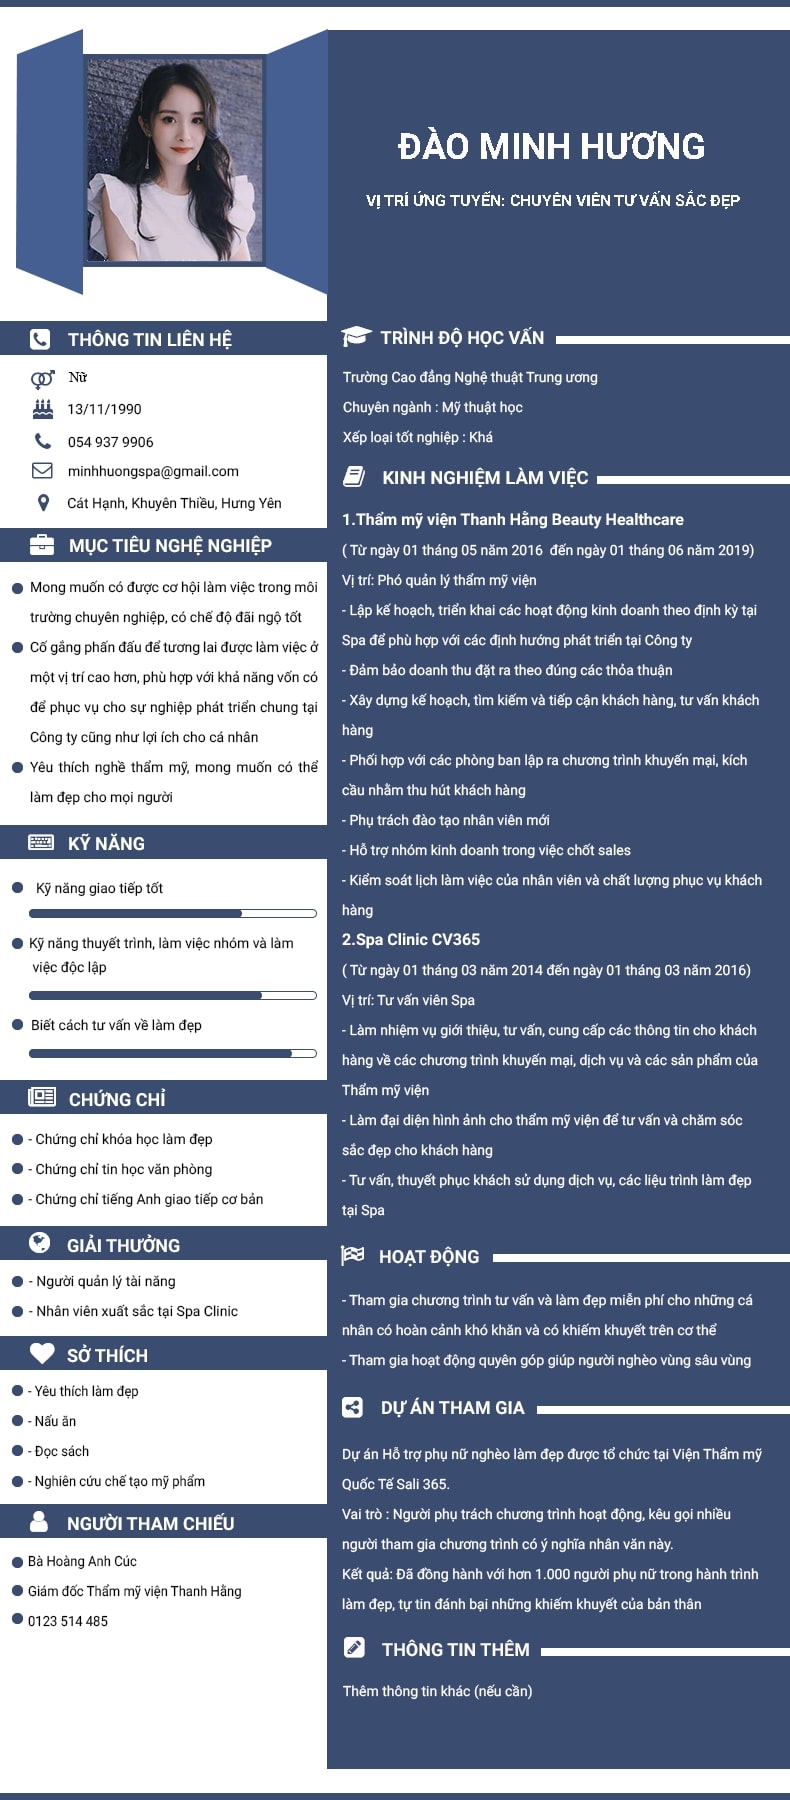 ĐÀO MINH HƯƠNG
VỊ TRÍ ỨNG TUYỂN: CHUYÊN VIÊN TƯ VẤN SẮC ĐẸP
THÔNG TIN LIÊN HỆ
Nữ
13/11/1990
054 937 9906
minhhuongspa@gmail.com
Cát Hạnh, Khuyên Thiều, Hưng Yên
MỤC TIÊU NGHỀ NGHIỆP
Mong muốn có được cơ hội làm việc trong môi
trường chuyên nghiệp, có chế độ đãi ngộ tốt
Cố gắng phấn đấu để tương lai được làm việc ở
một vị trí cao hơn, phù hợp với khả năng vốn có
để phục vụ cho sự nghiệp phát triển chung tại
Công ty cũng như lợi ích cho cá nhân
Yêu thích nghề thẩm mỹ, mong muốn có thể
làm đẹp cho mọi người
KỸ NĂNG
Kỹ năng giao tiếp tốt
Kỹ năng thuyết trình, làm việc nhóm và làm
việc độc lập
Biết cách tư vấn về làm đẹp
CHỨNG CHỈ
- Chứng chỉ khóa học làm đẹp
- Chứng chỉ tin học văn phòng
- Chứng chỉ tiếng Anh giao tiếp cơ bản
GIẢI THƯỞNG
- Người quản lý tài năng
- Nhân viên xuất sắc tại Spa Clinic
SỞ THÍCH
- Yêu thích làm đẹp
- Nấu ăn
- Đọc sách
- Nghiên cứu chế tạo mỹ phẩm
NGƯỜI THAM CHIẾU
Bà Hoàng Anh Cúc
Giám đốc Thẩm mỹ viện Thanh Hằng
0123 514 485
TRÌNH ĐỘ HỌC VẤN
Trường Cao đẳng Nghệ thuật Trung ương
Chuyên ngành : Mỹ thuật học
Xếp loại tốt nghiệp : Khá
KINH NGHIỆM LÀM VIỆC
1.Thẩm mỹ viện Thanh Hằng Beauty Healthcare
( Từ ngày 01 tháng 05 năm 2016 đến ngày 01 tháng 06 năm 2019)
Vị trí: Phó quản lý thẩm mỹ viện
- Lập kế hoạch, triển khai các hoạt động kinh doanh theo định kỳ tại
Spa để phù hợp với các định hướng phát triển tại Công ty
- Đảm bảo doanh thu đặt ra theo đúng các thỏa thuận
- Xây dựng kế hoạch, tìm kiếm và tiếp cận khách hàng, tư vấn khách
hàng
- Phối hợp với các phòng ban lập ra chương trình khuyến mại, kích
cầu nhằm thu hút khách hàng
- Phụ trách đào tạo nhân viên mới
- Hỗ trợ nhóm kinh doanh trong việc chốt sales
- Kiểm soát lịch làm việc của nhân viên và chất lượng phục vụ khách
hàng
2.Spa Clinic CV365
( Từ ngày 01 tháng 03 năm 2014 đến ngày 01 tháng 03 năm 2016)
Vị trí: Tư vấn viên Spa
- Làm nhiệm vụ giới thiệu, tư vấn, cung cấp các thông tin cho khách
hàng về các chương trình khuyến mại, dịch vụ và các sản phẩm của
Thẩm mỹ viện
- Làm đại diện hình ảnh cho thẩm mỹ viện để tư vấn và chăm sóc
sắc đẹp cho khách hàng
- Tư vấn, thuyết phục khách sử dụng dịch vụ, các liệu trình làm đẹp
tại Spa
HOẠT ĐỘNG
- Tham gia chương trình tư vấn và làm đẹp miễn phí cho những cá
nhân có hoàn cảnh khó khăn và có khiếm khuyết trên cơ thể
- Tham gia hoạt động quyên góp giúp người nghèo vùng sâu vùng
DỰ ÁN THAM GIA
Dự án Hỗ trợ phụ nữ nghèo làm đẹp được tổ chức tại Viện Thẩm mỹ
Quốc Tế Sali 365.
Vai trò : Người phụ trách chương trình hoạt động, kêu gọi nhiều
người tham gia chương trình có ý nghĩa nhân văn này.
Kết quả: Đã đồng hành với hơn 1.000 người phụ nữ trong hành trình
làm đẹp, tự tin đánh bại những khiếm khuyết của bản thân
THÔNG TIN THÊM
Thêm thông tin khác (nếu cần)